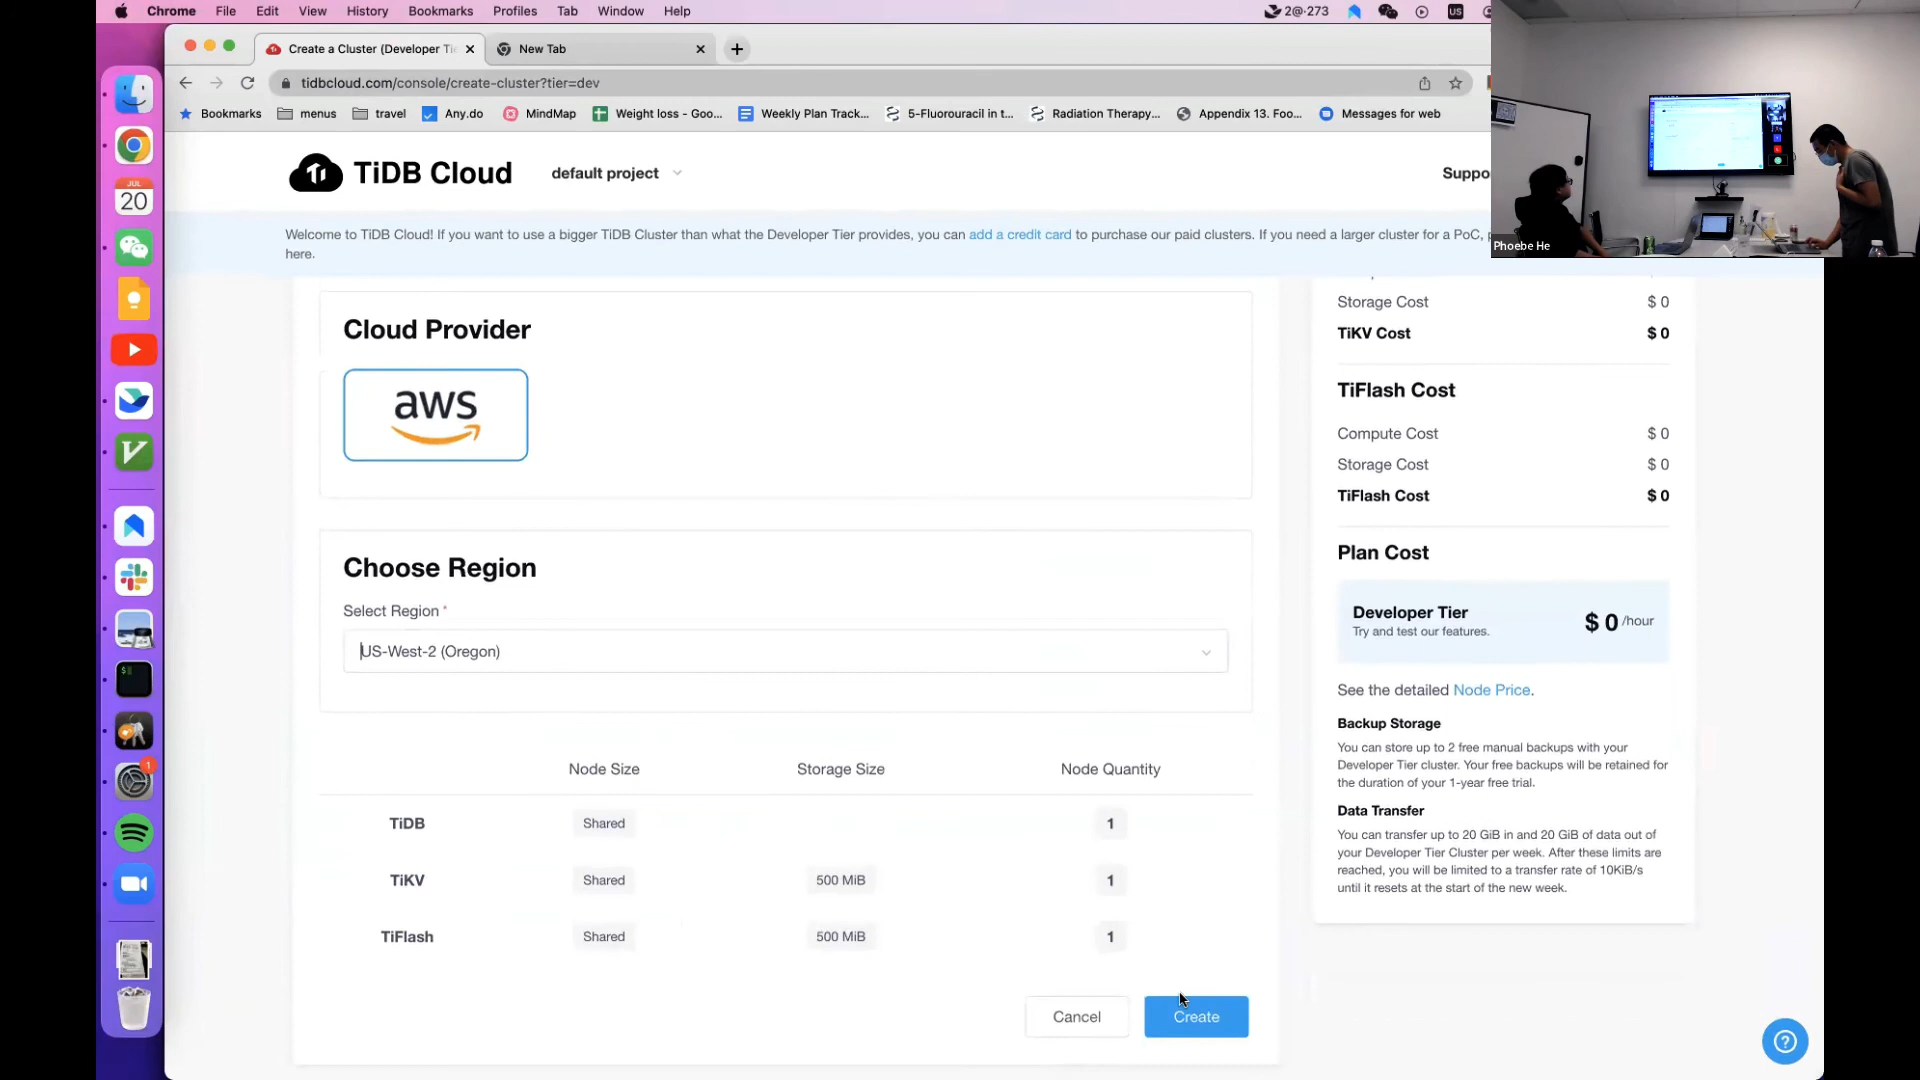 Chrome File Edit View History Bookmarks Profiles Tab Window Help
2@·273
US
Create a Cluster (Developer Tie
New Tab
tidbcloud.com/console/create-cluster?tier=dev
Bookmarks menus travel Any.do MindMap Weight loss - Goo... Weekly Plan Track... 5-Fluorouracil in t... Radiation Therapy... Appendix 13. Foo... Messages for web
JUL
20
TiDB Cloud default project
Suppo
Phoebe He
Welcome to TiDB Cloud! If you want to use a bigger TiDB Cluster than what the Developer Tier provides, you can add a credit card to purchase our paid clusters. If you need a larger cluster for a PoC,
here.
Cloud Provider
aws
Choose Region
Select Region *
US-West-2 (Oregon)
Node Size Storage Size Node Quantity
TiDB Shared 1
TiKV Shared 500 MiB 1
TiFlash Shared 500 MiB 1
Cancel Create
Storage Cost $ 0
TiKV Cost $ 0
TiFlash Cost
Compute Cost $ 0
Storage Cost $ 0
TiFlash Cost $ 0
Plan Cost
Developer Tier $ 0 /hour
Try and test our features.
See the detailed Node Price.
Backup Storage
You can store up to 2 free manual backups with your
Developer Tier cluster. Your free backups will be retained for
the duration of your 1-year free trial.
Data Transfer
You can transfer up to 20 GiB in and 20 GiB of data out of
your Developer Tier Cluster per week. After these limits are
reached, you will be limited to a transfer rate of 10KiB/s
until it resets at the start of the new week.
1